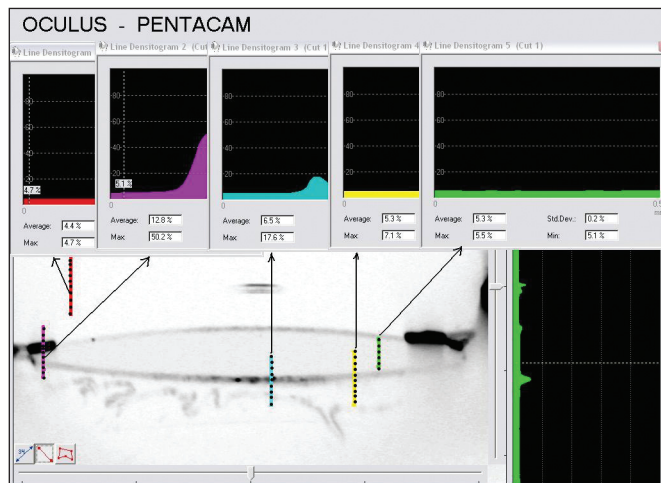 OCULUS - PENTACAM
Line Densitogram 1
Line Densitogram 2 (Cut
Line Densitogram 3 (Cut 1
Line Densitogram 4
Line Densitogram 5 (Cut 1)
80
60
40
20
4.7 %
0
80
60
40
20
5.1 %
0
80
60
40
20
0
80
60
40
20
0
80
60
40
20
0
0.5
Average: 4.4 %
Max: 4.7 %
Average: 12.8 %
Max: 50.2 %
Average: 6.5 %
Max: 17.6 %
Average: 5.3 %
Max: 7.1 %
Average: 5.3 %
Max: 5.5 %
Std.Dev.: 0.2 %
Min: 5.1 %